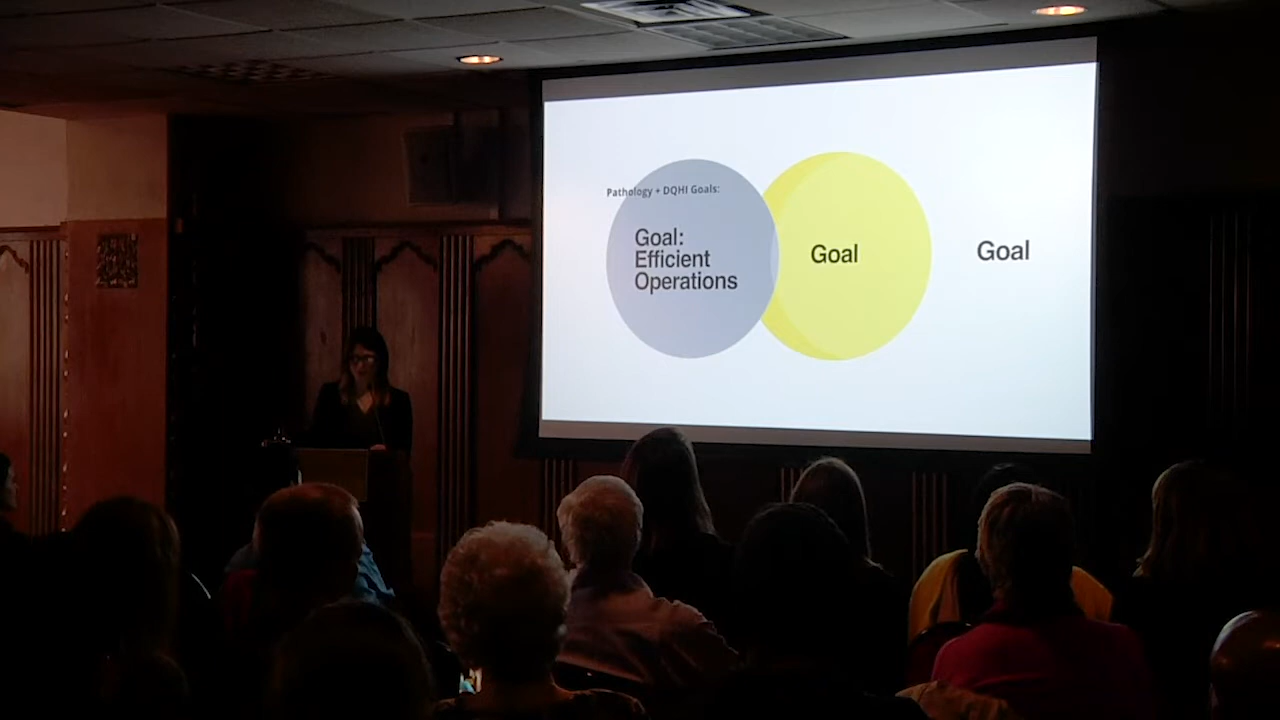 Pathology + DQHI Goals:
Goal:
Efficient
Operations
Goal
Goal